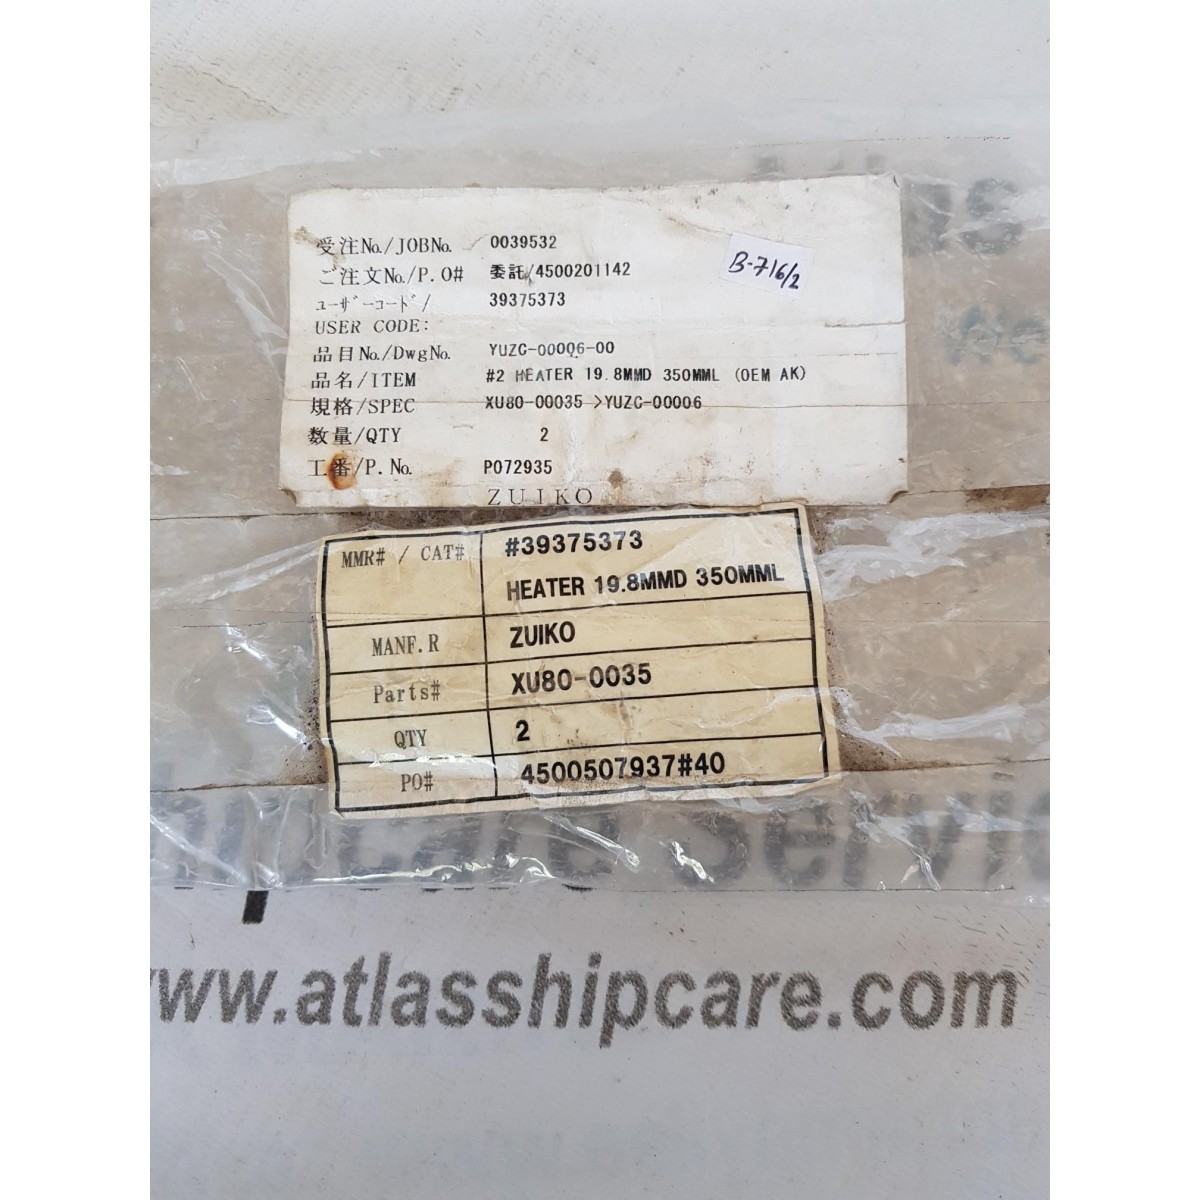 受注No./JOBNo. 0039532
ご注文No./P.O# 委託/4500201142
ユーザーコード/ 39375373
USER CODE:
品目No./DwgNo. YUZC-00006-00
品名/ITEM #2 HEATER 19.8MMD 350MML (OEM AK)
規格/SPEC XU80-00035 >YUZC-00006
数量/QTY 2
工番/P.No. P072935
ZUIKO
B-716/2
MMR# / CAT# #39375373
HEATER 19.8MMD 350MML
MANF.R ZUIKO
Parts# XU80-0035
QTY 2
PO# 4500507937#40
www.atlasshipcare.com